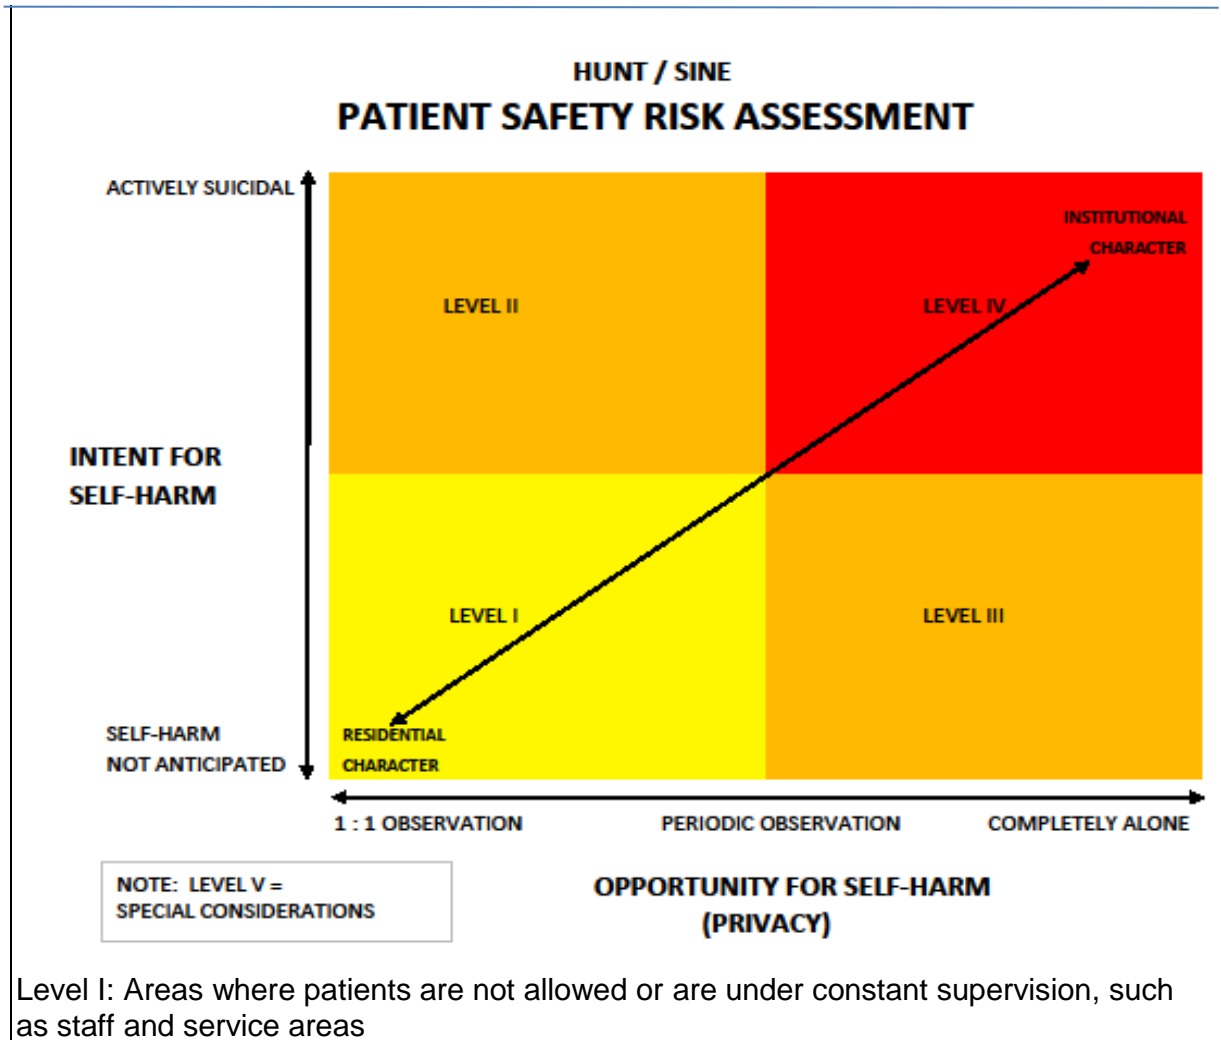 HUNT / SINE
PATIENT SAFETY RISK ASSESSMENT
ACTIVELY SUICIDAL
INSTITUTIONAL
CHARACTER
LEVEL II
LEVEL IV
INTENT FOR
SELF-HARM
LEVEL I
LEVEL III
SELF-HARM
NOT ANTICIPATED
RESIDENTIAL
CHARACTER
1 : 1 OBSERVATION
PERIODIC OBSERVATION
COMPLETELY ALONE
NOTE: LEVEL V =
SPECIAL CONSIDERATIONS
OPPORTUNITY FOR SELF-HARM
(PRIVACY)
Level I: Areas where patients are not allowed or are under constant supervision, such
as staff and service areas